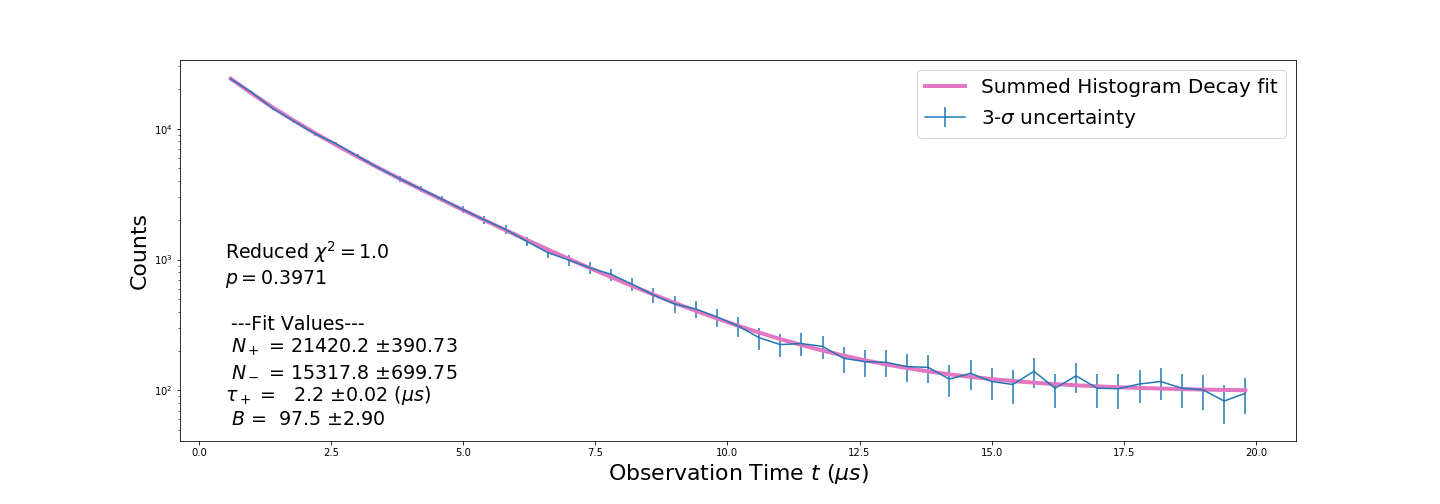 Summed Histogram Decay fit
3-σ uncertainty
Counts
10⁴
10³
10²
Reduced χ² = 1.0
p = 0.3971
---Fit Values---
N₊ = 21420.2 ±390.73
N₋ = 15317.8 ±699.75
τ₊ = 2.2 ±0.02 (μs)
B = 97.5 ±2.90
0.0 2.5 5.0 7.5 10.0 12.5 15.0 17.5 20.0
Observation Time t (μs)